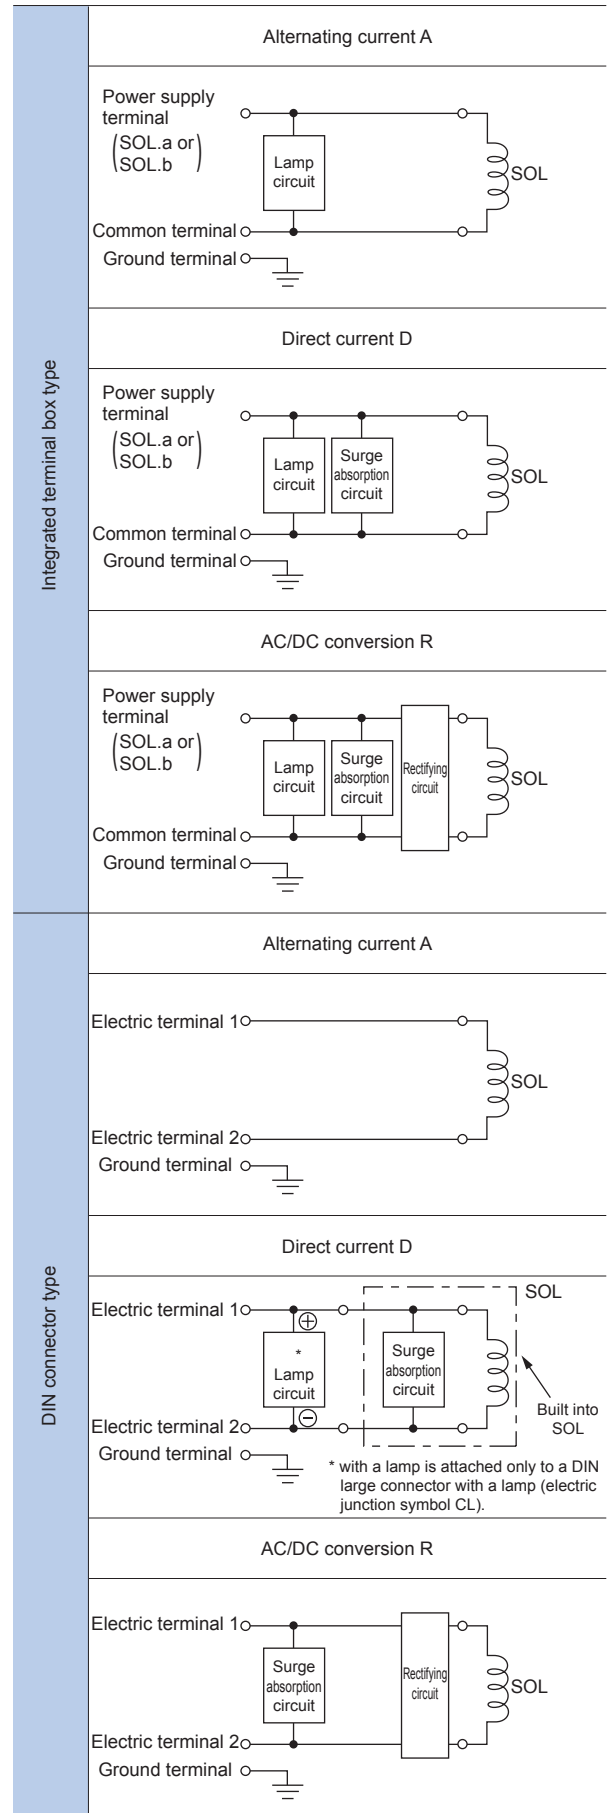 Integrated terminal box type
Alternating current A
Power supply
terminal
(SOL.a or
SOL.b)
Lamp
circuit
SOL
Common terminal
Ground terminal
Direct current D
Power supply
terminal
(SOL.a or
SOL.b)
Lamp
circuit
Surge
absorption
circuit
SOL
Common terminal
Ground terminal
AC/DC conversion R
Power supply
terminal
(SOL.a or
SOL.b)
Lamp
circuit
Surge
absorption
circuit
Rectifying
circuit
SOL
Common terminal
Ground terminal
DIN connector type
Alternating current A
Electric terminal 1
SOL
Electric terminal 2
Ground terminal
Direct current D
SOL
Electric terminal 1
+
*
Lamp
circuit
−
Surge
absorption
circuit
Built into
SOL
Electric terminal 2
Ground terminal
* with a lamp is attached only to a DIN
large connector with a lamp (electric
junction symbol CL).
AC/DC conversion R
Electric terminal 1
Surge
absorption
circuit
Rectifying
circuit
SOL
Electric terminal 2
Ground terminal